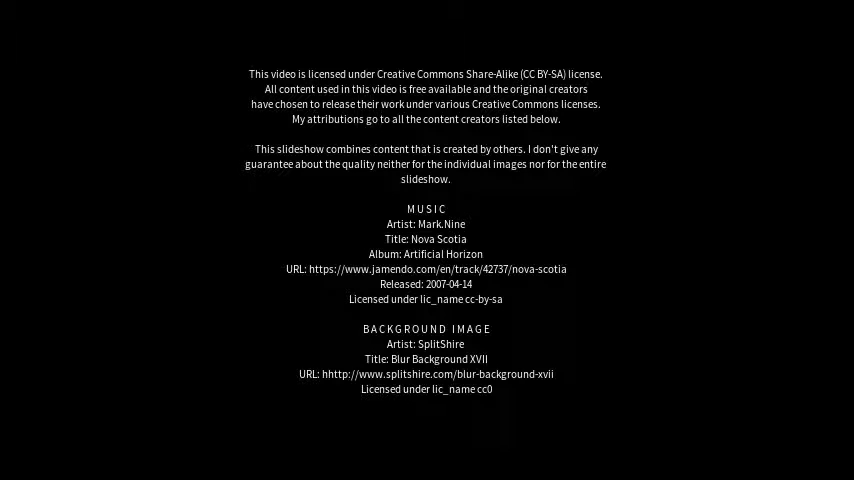 This video is licensed under Creative Commons Share-Alike (CC BY-SA) license.
All content used in this video is free available and the original creators
have chosen to release their work under various Creative Commons licenses.
My attributions go to all the content creators listed below.
This slideshow combines content that is created by others. I don't give any
guarantee about the quality neither for the individual images nor for the entire
slideshow.
MUSIC
Artist: Mark.Nine
Title: Nova Scotia
Album: Artificial Horizon
URL: https://www.jamendo.com/en/track/42737/nova-scotia
Released: 2007-04-14
Licensed under lic_name cc-by-sa
BACKGROUND IMAGE
Artist: SplitShire
Title: Blur Background XVII
URL: hhttp://www.splitshire.com/blur-background-xvii
Licensed under lic_name cc0